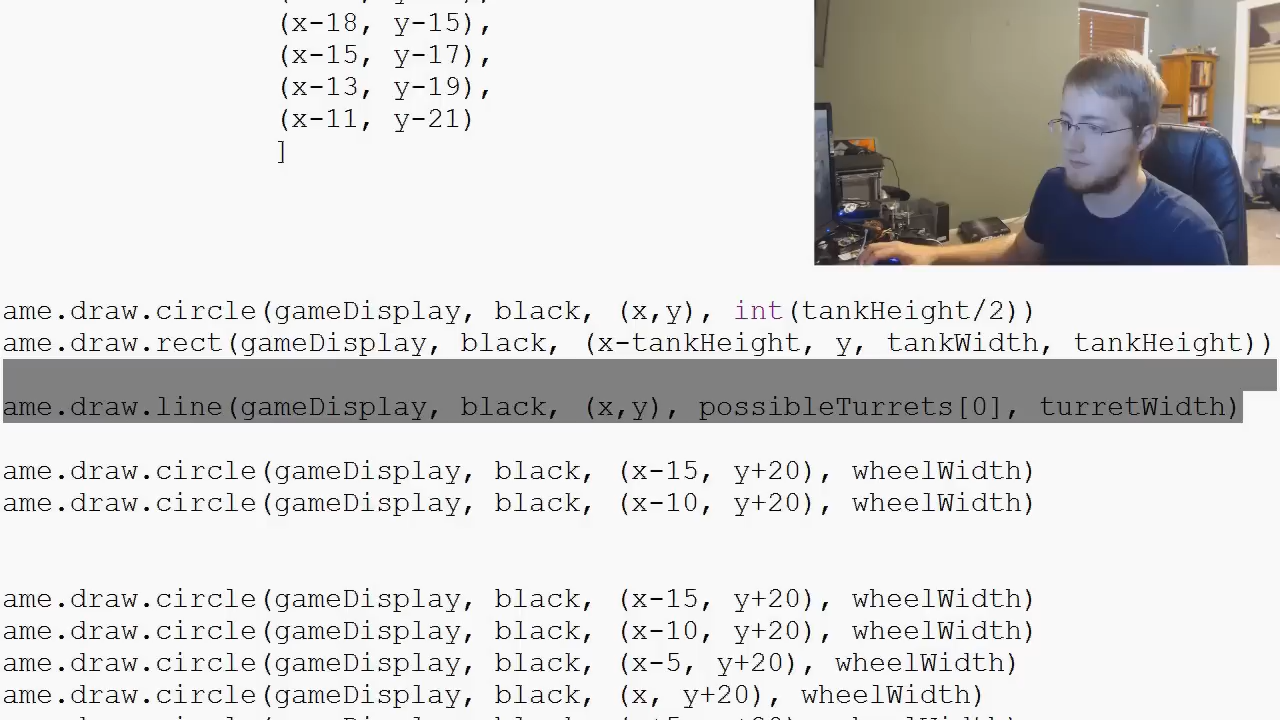 (x-18, y-15),
(x-15, y-17),
(x-13, y-19),
(x-11, y-21)
]
ame.draw.circle(gameDisplay, black, (x,y), int(tankHeight/2))
ame.draw.rect(gameDisplay, black, (x-tankHeight, y, tankWidth, tankHeight))
ame.draw.line(gameDisplay, black, (x,y), possibleTurrets[0], turretWidth)
ame.draw.circle(gameDisplay, black, (x-15, y+20), wheelWidth)
ame.draw.circle(gameDisplay, black, (x-10, y+20), wheelWidth)
ame.draw.circle(gameDisplay, black, (x-15, y+20), wheelWidth)
ame.draw.circle(gameDisplay, black, (x-10, y+20), wheelWidth)
ame.draw.circle(gameDisplay, black, (x-5, y+20), wheelWidth)
ame.draw.circle(gameDisplay, black, (x, y+20), wheelWidth)